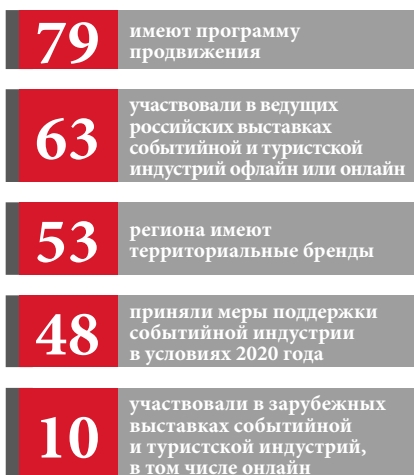 79
имеют программу
продвижения
63
участвовали в ведущих
российских выставках
событийной и туристской
индустрий офлайн или онлайн
53
региона имеют
территориальные бренды
48
приняли меры поддержки
событийной индустрии
в условиях 2020 года
10
участвовали в зарубежных
выставках событийной
и туристской индустрий,
в том числе онлайн